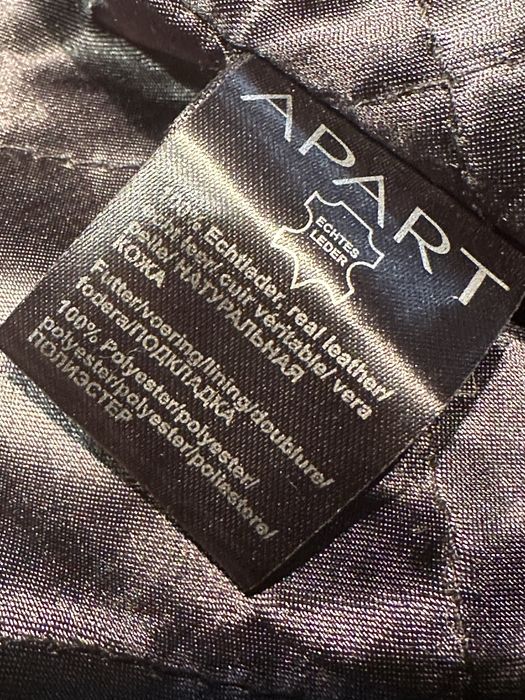 APART
ECHTES
LEDER
Echtleder, real leather/
cuir véritable/ vera
pelle/НАТУРАЛЬНАЯ
КОЖА
Futter/voering/lining/doublure/
fodera/ПОДКЛАДКА
100% Polyester/polyester/
polyester/polyester/poliestere/
ПОЛИЭСТЕР